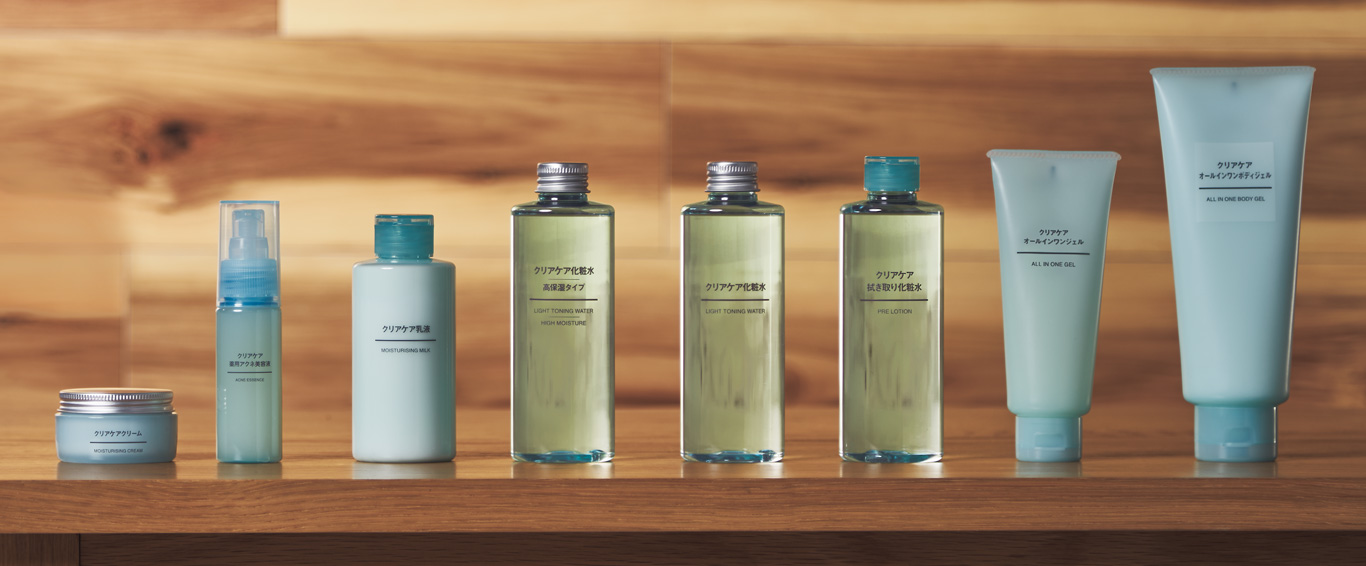 クリアケアクリーム
MOISTURISING CREAM
クリアケア
薬用アクネ美容液
ACNE ESSENCE
クリアケア乳液
MOISTURISING MILK
クリアケア化粧水
高保湿タイプ
LIGHT TONING WATER
HIGH MOISTURE
クリアケア化粧水
LIGHT TONING WATER
クリアケア
拭き取り化粧水
PRE LOTION
クリアケア
オールインワンジェル
ALL IN ONE GEL
クリアケア
オールインワンボディジェル
ALL IN ONE BODY GEL